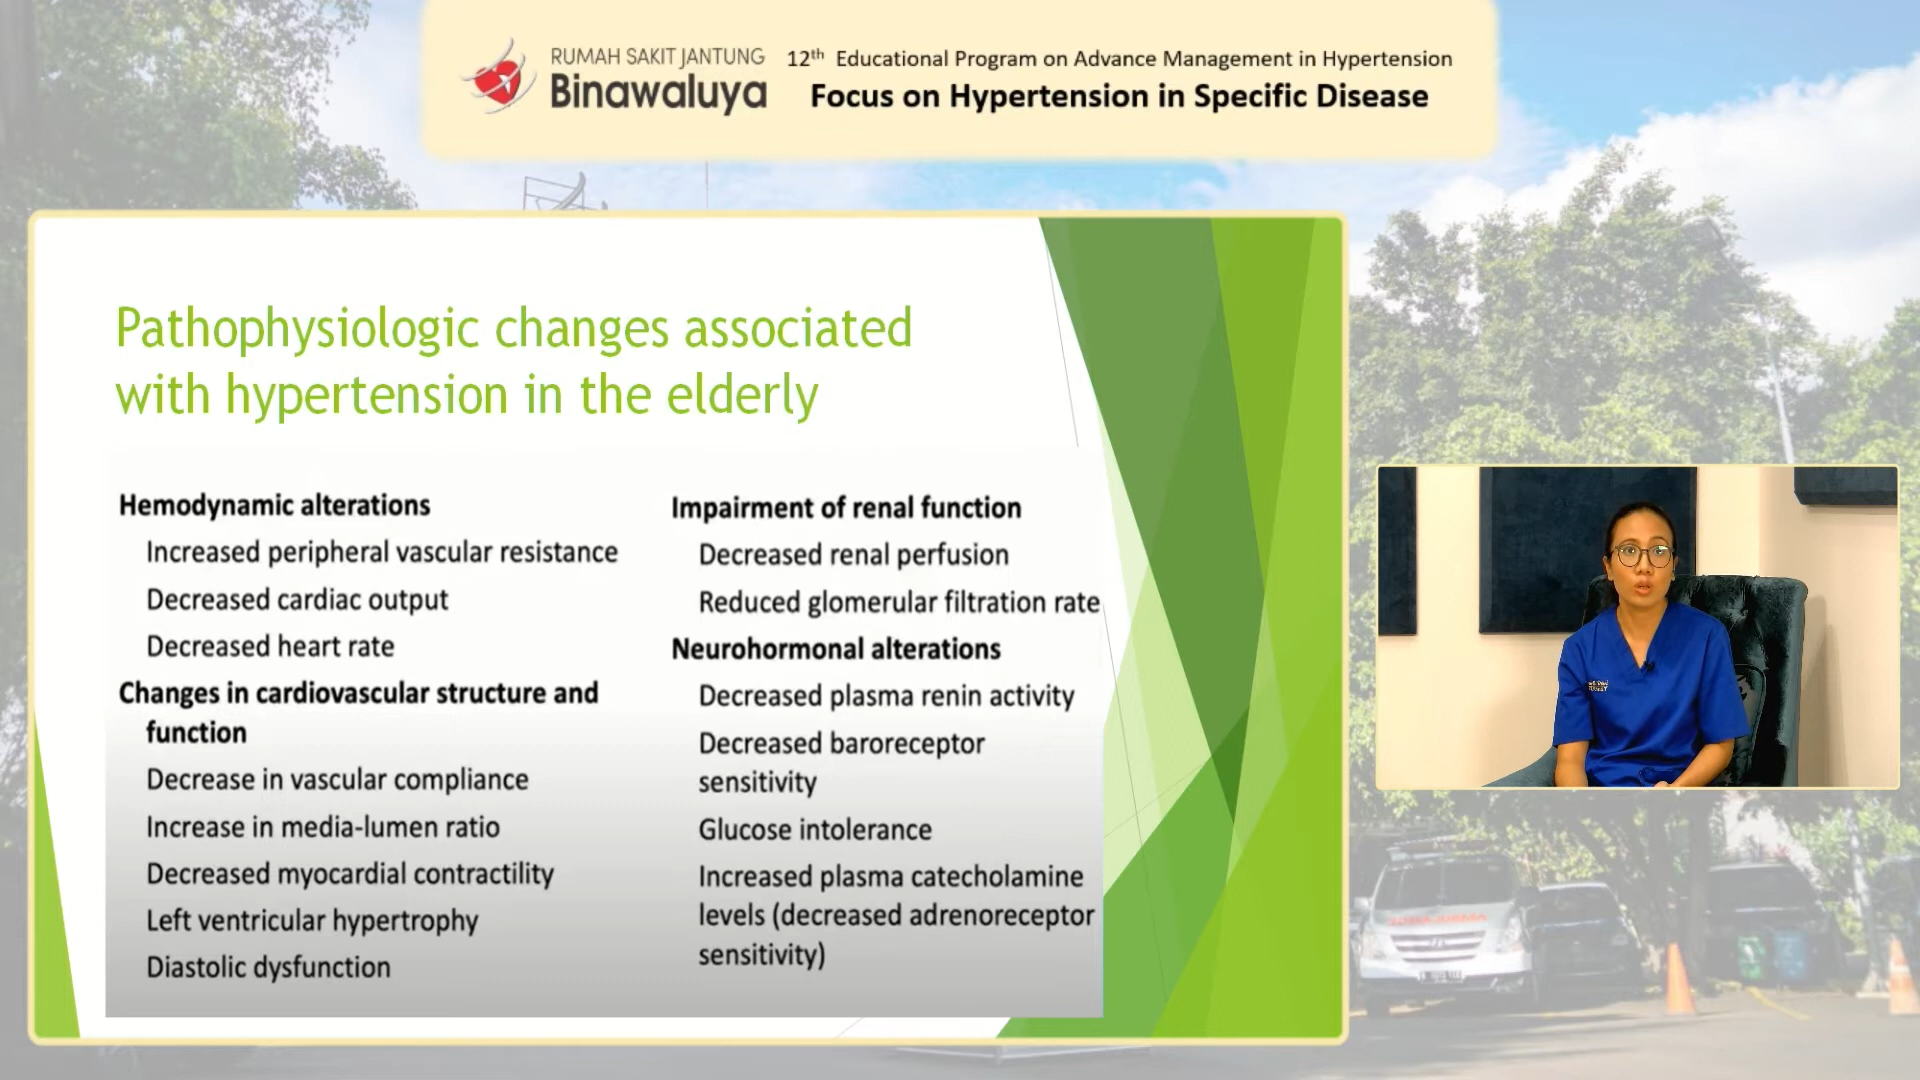 RUMAH SAKIT JANTUNG
Binawaluya
12th Educational Program on Advance Management in Hypertension
Focus on Hypertension in Specific Disease
Pathophysiologic changes associated
with hypertension in the elderly
Hemodynamic alterations
Increased peripheral vascular resistance
Decreased cardiac output
Decreased heart rate
Changes in cardiovascular structure and
function
Decrease in vascular compliance
Increase in media-lumen ratio
Decreased myocardial contractility
Left ventricular hypertrophy
Diastolic dysfunction
Impairment of renal function
Decreased renal perfusion
Reduced glomerular filtration rate
Neurohormonal alterations
Decreased plasma renin activity
Decreased baroreceptor
sensitivity
Glucose intolerance
Increased plasma catecholamine
levels (decreased adrenoreceptor
sensitivity)